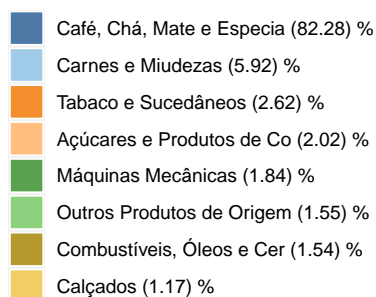 Café, Chá, Mate e Especia (82.28) %
Carnes e Miudezas (5.92) %
Tabaco e Sucedâneos (2.62) %
Açúcares e Produtos de Co (2.02) %
Máquinas Mecânicas (1.84) %
Outros Produtos de Origem (1.55) %
Combustíveis, Óleos e Cer (1.54) %
Calçados (1.17) %